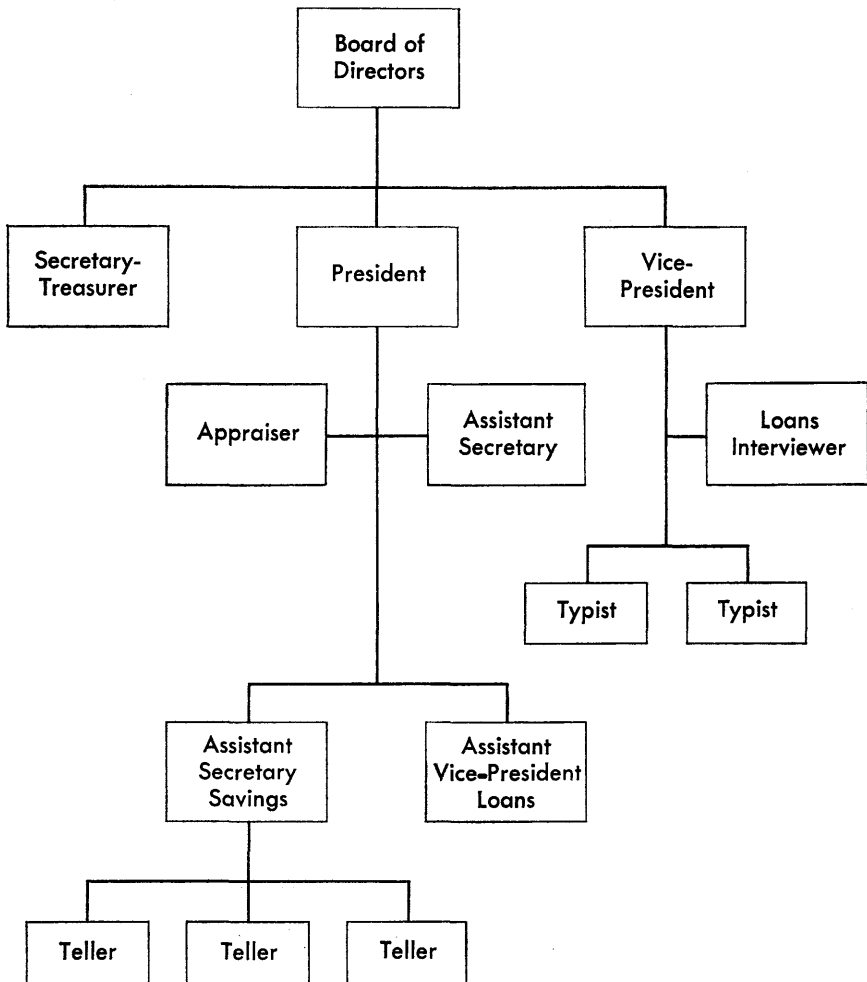 Board of
Directors
Secretary-
Treasurer
President
Vice-
President
Appraiser
Assistant
Secretary
Loans
Interviewer
Typist
Typist
Assistant
Secretary
Savings
Assistant
Vice-President
Loans
Teller
Teller
Teller